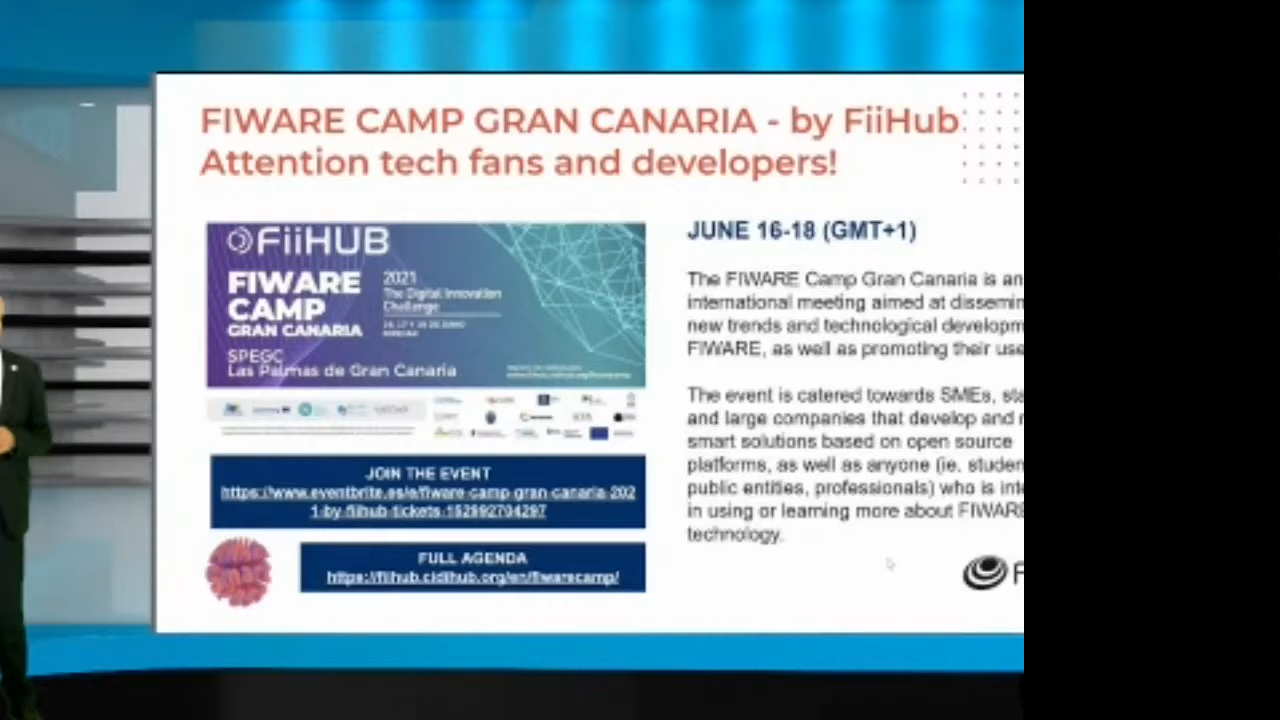 FIWARE CAMP GRAN CANARIA - by FiiHub
Attention tech fans and developers!
FiiHUB
FIWARE
CAMP
GRAN CANARIA
2021
The Digital Innovation
Challenge
SPEGC
Las Palmas de Gran Canaria
JOIN THE EVENT
https://www.eventbrite.es/e/fiware-camp-gran-canaria-202
1-by-fiihub-tickets-152992704297
FULL AGENDA
https://fiihub.cidihub.org/en/fiwarecamp/
JUNE 16-18 (GMT+1)
The FIWARE Camp Gran Canaria is an
international meeting aimed at dissemin
new trends and technological developm
FIWARE, as well as promoting their use
The event is catered towards SMEs, sta
and large companies that develop and
smart solutions based on open source
platforms, as well as anyone (ie. studen
public entities, professionals) who is inte
in using or learning more about FIWARE
technology.
F